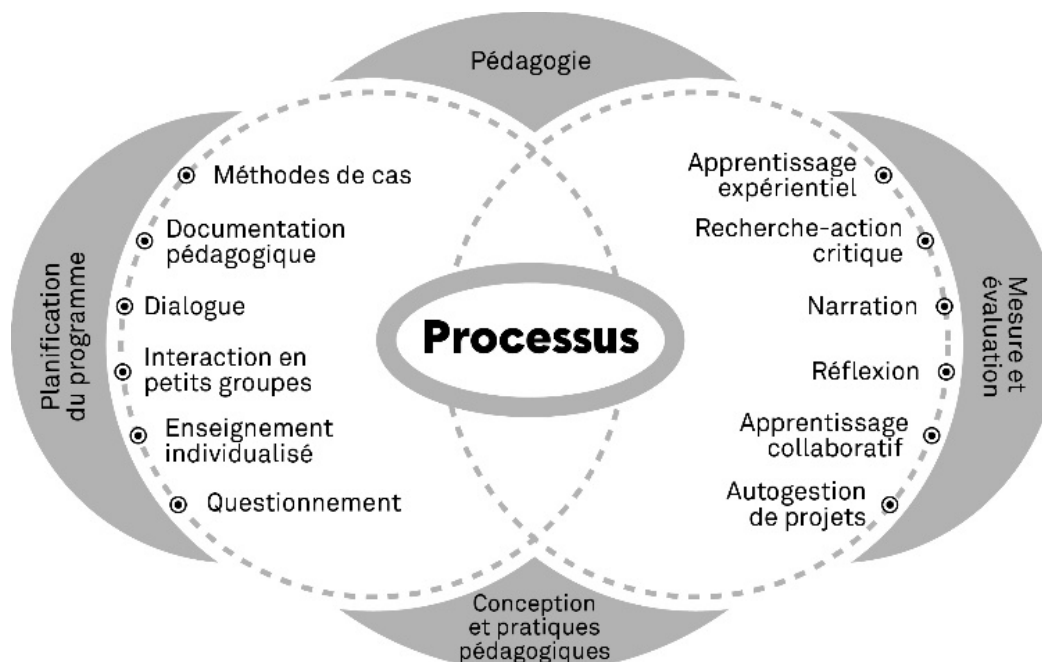 Pédagogie
Planification
du programme
Méthodes de cas
Documentation
pédagogique
Dialogue
Interaction en
petits groupes
Enseignement
individualisé
Questionnement
Processus
Apprentissage
expérientiel
Recherche-action
critique
Narration
Réflexion
Apprentissage
collaboratif
Autogestion
de projets
Mesure et
évaluation
Conception
et pratiques
pédagogiques